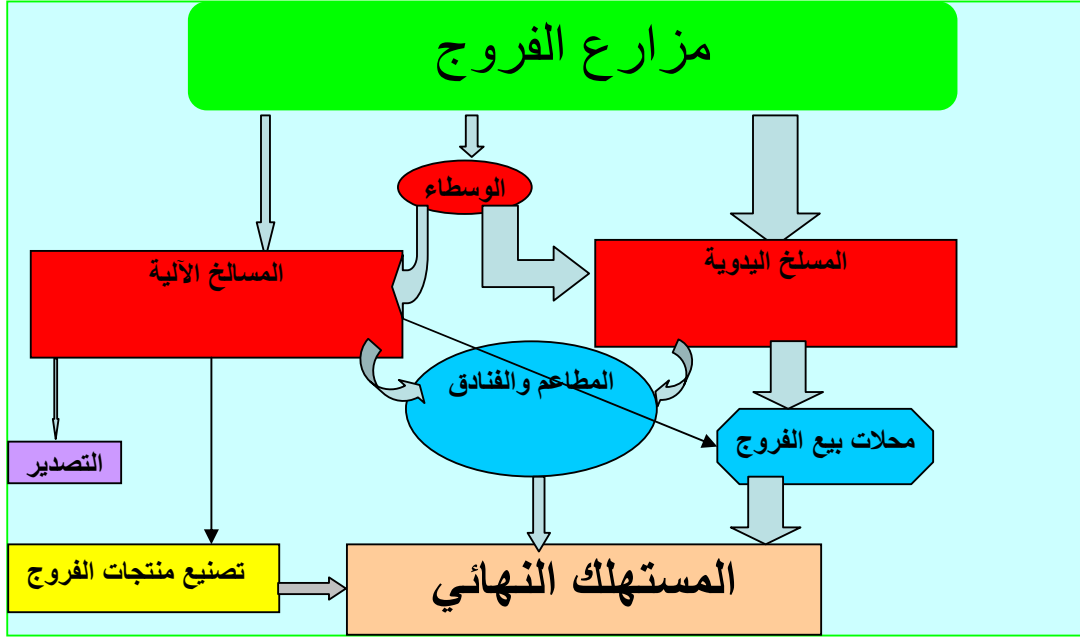 مزارع الفروج
الوسطاء
المسلخ اليدوية
المسالخ الآلية
المطاعم والفنادق
محلات بيع الفروج
التصدير
تصنيع منتجات الفروج
المستهلك النهائي